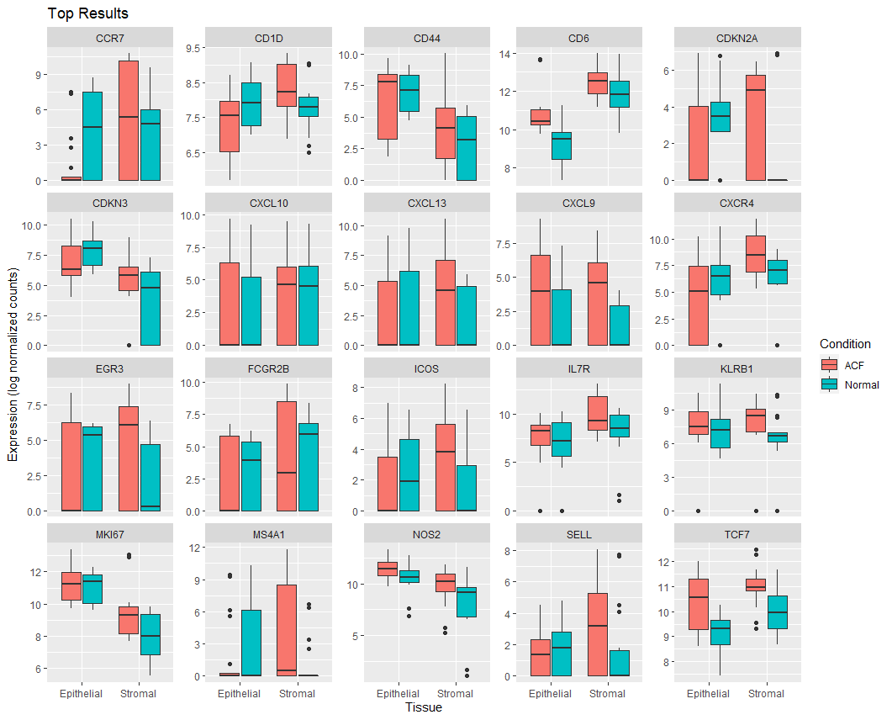 Top Results
CCR7 CD1D CD44 CD6 CDKN2A
9 6 3 0
9.5 8.5 7.5 6.5
10.0 7.5 5.0 2.5 0.0
14 12 10 8
6 4 2 0
CDKN3 CXCL10 CXCL13 CXCL9 CXCR4
10.0 7.5 5.0 2.5 0.0
10.0 7.5 5.0 2.5 0.0
10.0 7.5 5.0 2.5 0.0
7.5 5.0 2.5 0.0
10.0 7.5 5.0 2.5 0.0
EGR3 FCGR2B ICOS IL7R KLRB1
7.5 5.0 2.5 0.0
10.0 7.5 5.0 2.5 0.0
8 6 4 2 0
10 5 0
9 6 3 0
MKI67 MS4A1 NOS2 SELL TCF7
12 10 8 6
12 9 6 3 0
10 5
8 6 4 2 0
12 11 10 9 8
Epithelial Stromal Epithelial Stromal Epithelial Stromal Epithelial Stromal Epithelial Stromal
Tissue
Expression (log normalized counts)
Condition
ACF
Normal